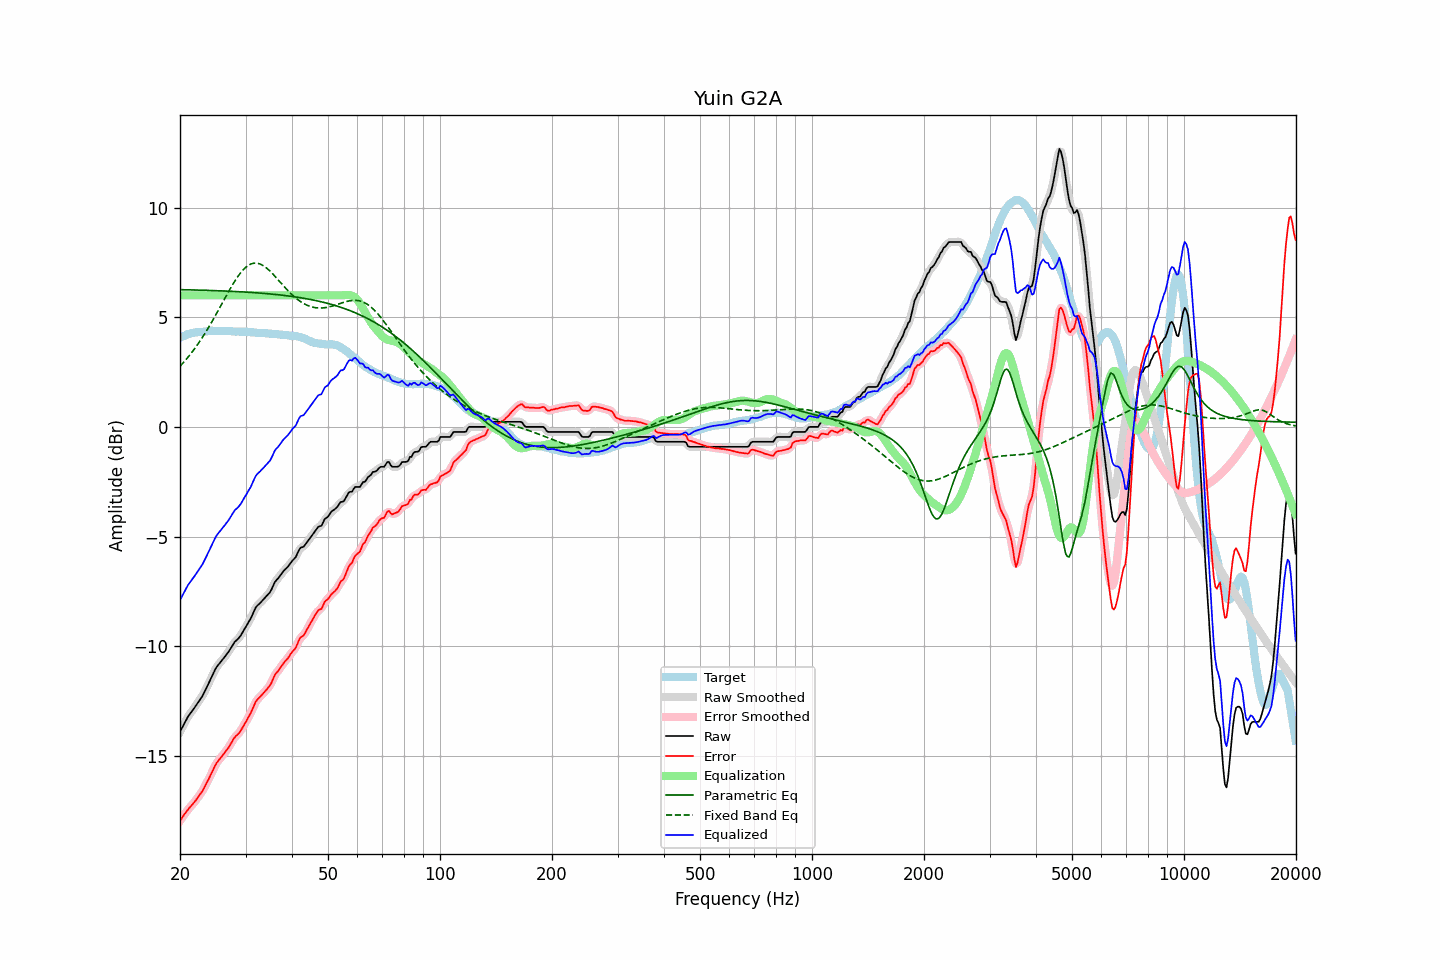 Yuin G2A
10
5
0
−5
−10
−15
Amplitude (dBr)
Target
Raw Smoothed
Error Smoothed
Raw
Error
Equalization
Parametric Eq
Fixed Band Eq
Equalized
20
50
100
200
500
1000
2000
5000
10000
20000
Frequency (Hz)